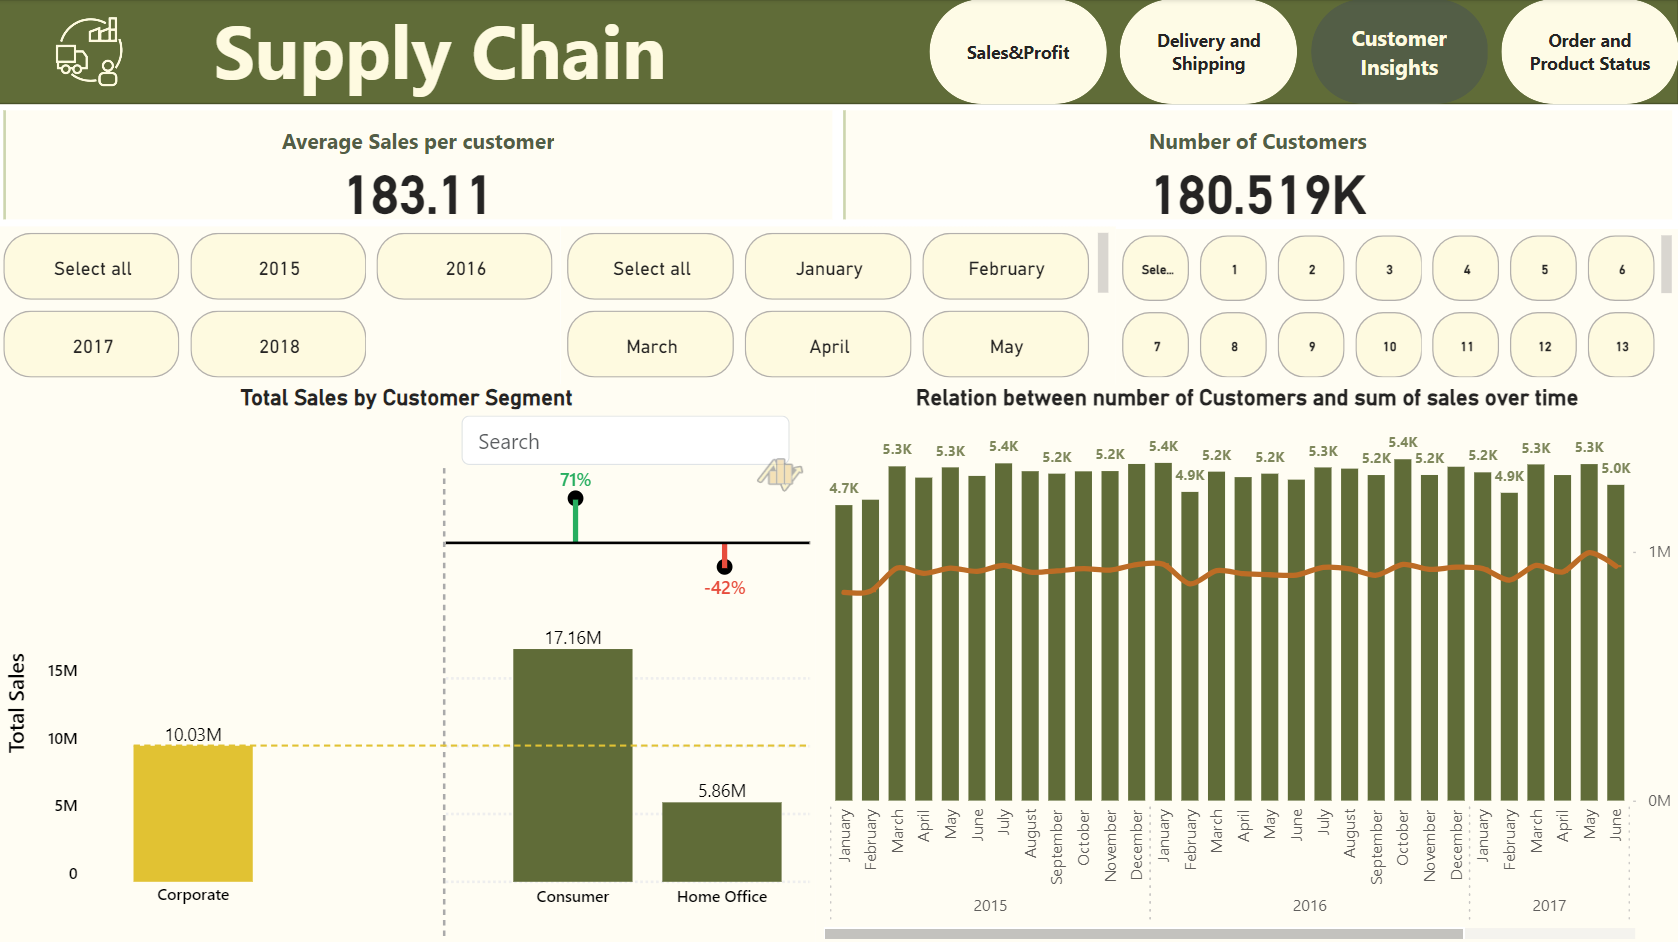 Supply Chain
Sales&Profit
Delivery and
Shipping
Customer
Insights
Order and
Product Status
Average Sales per customer
183.11
Number of Customers
180.519K
Select all
2015
2016
2017
2018
Select all
January
February
March
April
May
Sele...
1
2
3
4
5
6
7
8
9
10
11
12
13
Total Sales by Customer Segment
Search
71%
-42%
Total Sales
15M
10M
5M
0
10.03M
17.16M
5.86M
Corporate
Consumer
Home Office
Relation between number of Customers and sum of sales over time
4.7K
5.3K
5.3K
5.4K
5.2K
5.2K
5.4K
4.9K
5.2K
5.2K
5.3K
5.2K
5.4K
5.2K
5.2K
4.9K
5.3K
5.3K
5.0K
1M
0M
January
February
March
April
May
June
July
August
September
October
November
December
January
February
March
April
May
June
July
August
September
October
November
December
January
February
March
April
May
June
2015
2016
2017